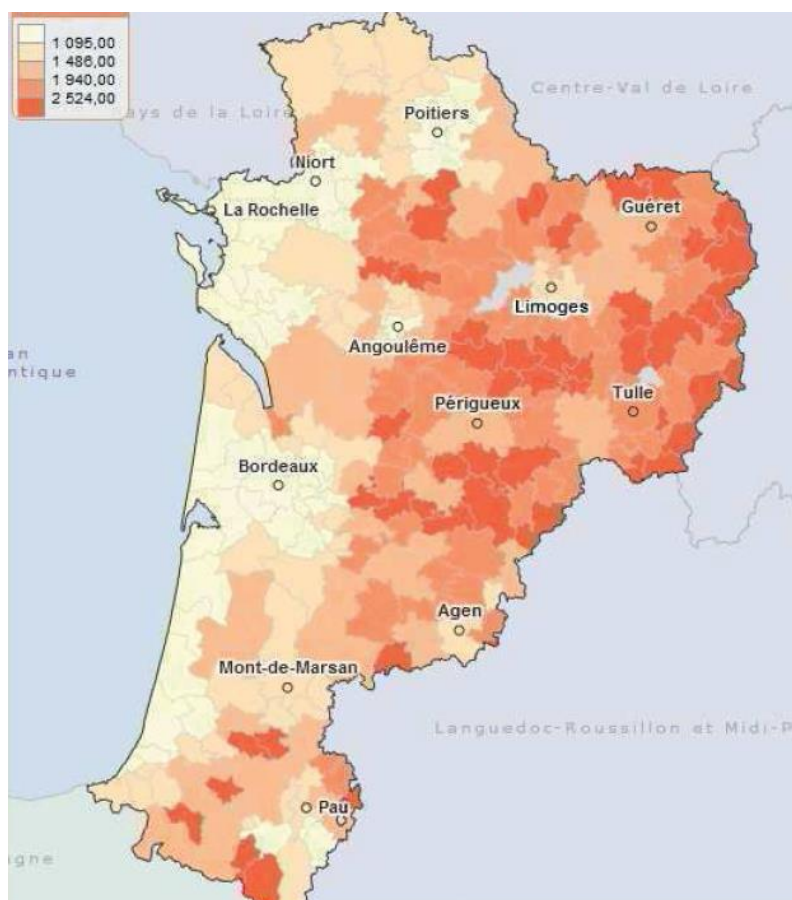 1 095,00
1 486,00
1 940,00
2 524,00
Centre-Val de Loire
ays de la Loire
Poitiers
Niort
La Rochelle
Guéret
Limoges
Angoulême
an
ntique
Tulle
Périgueux
Bordeaux
Agen
Mont-de-Marsan
Languedoc-Roussillon et Midi-P
Pau
gne